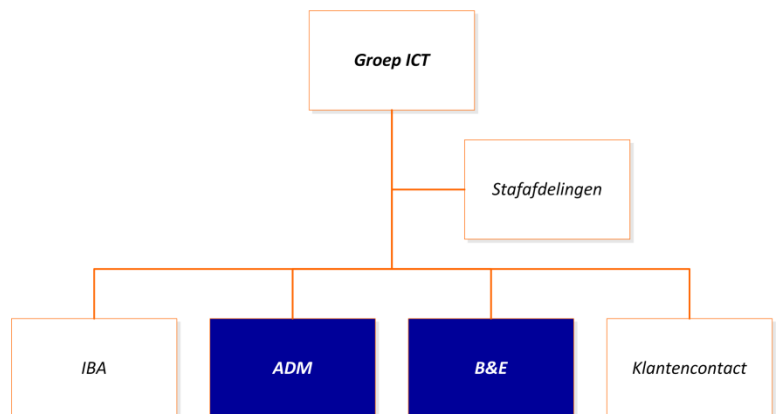 Groep ICT
Stafafdelingen
IBA
ADM
B&E
Klantencontact